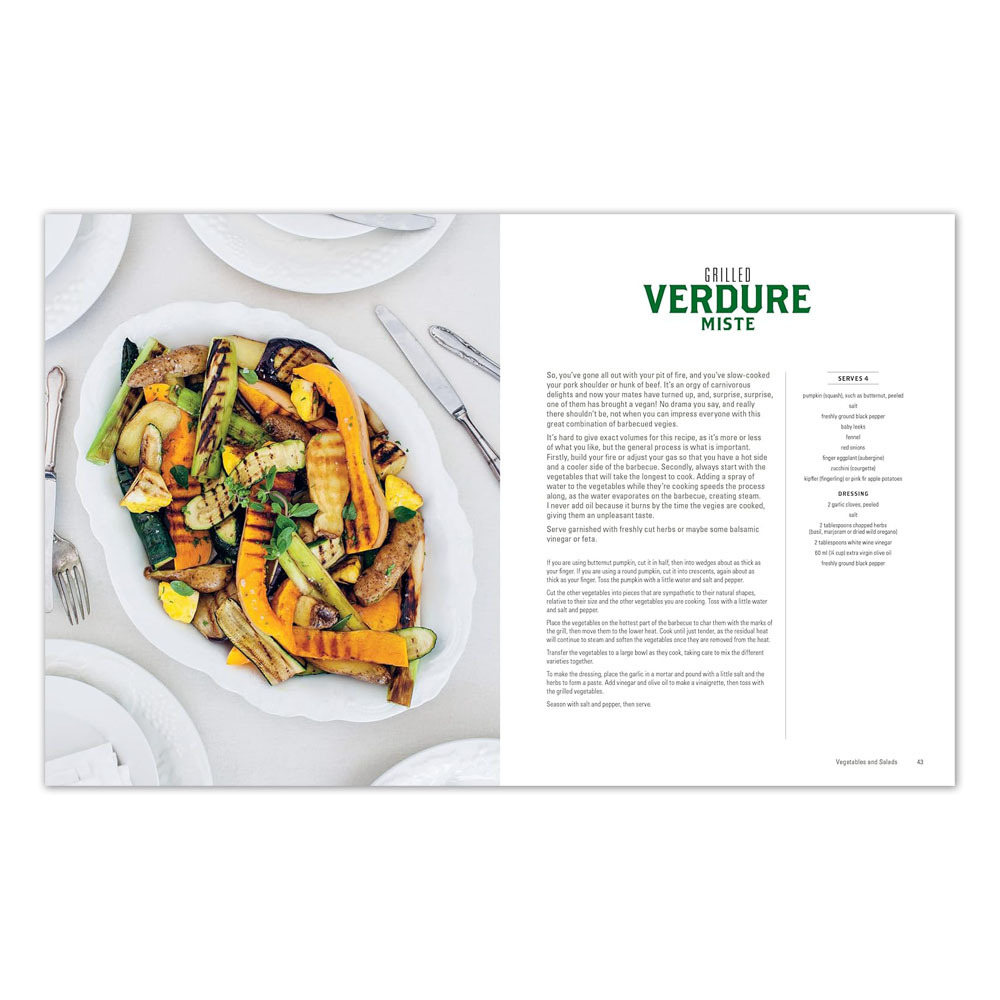 GRILLED
VERDURE
MISTE
So, you've gone all out with your pit of fire, and you've slow-cooked
your pork shoulder or hunk of beef. It's an orgy of carnivorous
delights and now your mates have turned up, and, surprise, surprise,
one of them has brought a vegan! No drama you say, and really
there shouldn't be, not when you can impress everyone with this
great combination of barbecued vegies.
It's hard to give exact volumes for this recipe, as it's more or less
of what you like, but the general process is what is important.
Firstly, build your fire or adjust your gas so that you have a hot side
and a cooler side of the barbecue. Secondly, always start with the
vegetables that will take the longest to cook. Adding a spray of
water to the vegetables while they're cooking speeds the process
along, as the water evaporates on the barbecue, creating steam.
I never add oil because it burns by the time the vegies are cooked,
giving them an unpleasant taste.
Serve garnished with freshly cut herbs or maybe some balsamic
vinegar or feta.
If you are using butternut pumpkin, cut it in half, then into wedges about as thick as
your finger. If you are using a round pumpkin, cut it into crescents, again about as
thick as your finger. Toss the pumpkin with a little water and salt and pepper.
Cut the other vegetables into pieces that are sympathetic to their natural shapes,
relative to their size and the other vegetables you are cooking. Toss with a little water
and salt and pepper.
Place the vegetables on the hottest part of the barbecue to char them with the marks of
the grill, then move them to the lower heat. Cook until just tender, as the residual heat
will continue to steam and soften the vegetables once they are removed from the heat.
Transfer the vegetables to a large bowl as they cook, taking care to mix the different
varieties together.
To make the dressing, place the garlic in a mortar and pound with a little salt and the
herbs to form a paste. Add vinegar and olive oil to make a vinaigrette, then toss with
the grilled vegetables.
Season with salt and pepper, then serve.
SERVES 4
pumpkin (squash), such as butternut, peeled
salt
freshly ground black pepper
baby leeks
fennel
red onions
finger eggplant (aubergine)
zucchini (courgette)
kipfler (fingerling) or pink fir apple potatoes
DRESSING
2 garlic cloves, peeled
salt
2 tablespoons chopped herbs
(basil, marjoram or dried wild oregano)
2 tablespoons white wine vinegar
60 ml (¼ cup) extra virgin olive oil
freshly ground black pepper
Vegetables and Salads 43